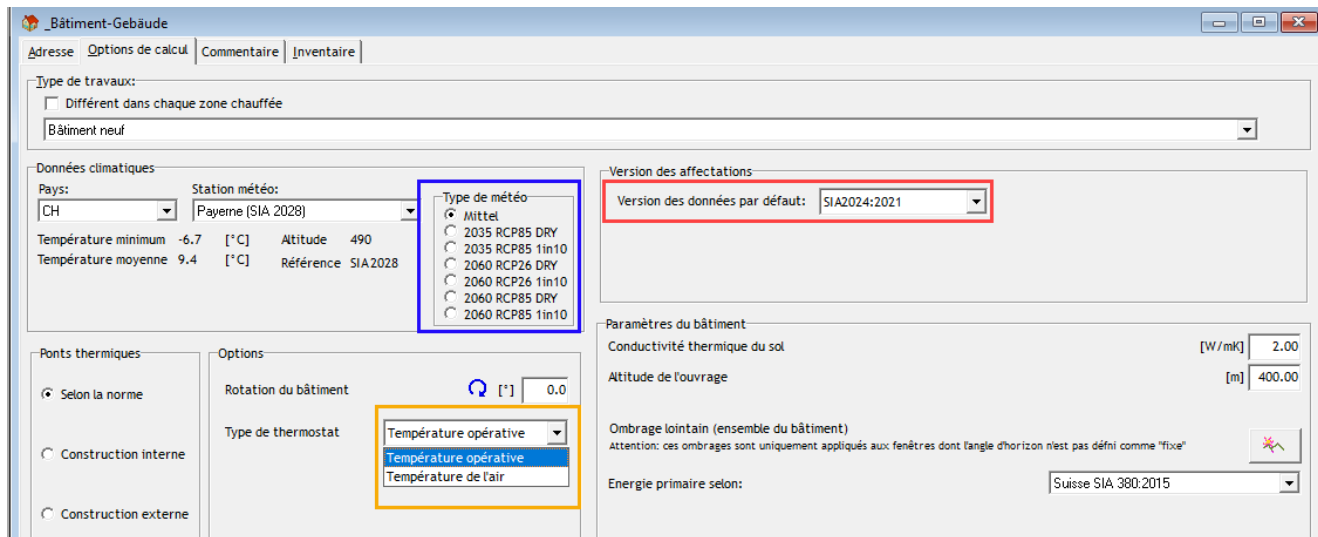 _Bâtiment-Gebäude
Adresse Options de calcul Commentaire Inventaire
Type de travaux:
Différent dans chaque zone chauffée
Bâtiment neuf
Données climatiques
Pays: Station météo:
CH Payerne (SIA 2028)
Température minimum -6.7 [°C] Altitude 490
Température moyenne 9.4 [°C] Référence SIA2028
Type de météo
Mittel
2035 RCP85 DRY
2035 RCP85 1in10
2060 RCP26 DRY
2060 RCP26 1in10
2060 RCP85 DRY
2060 RCP85 1in10
Version des affectations
Version des données par défaut: SIA2024:2021
Ponts thermiques
Selon la norme
Construction interne
Construction externe
Options
Rotation du bâtiment [°] 0.0
Type de thermostat Température opérative
Température opérative
Température de l'air
Paramètres du bâtiment
Conductivité thermique du sol [W/mK] 2.00
Altitude de l'ouvrage [m] 400.00
Ombrage lointain (ensemble du bâtiment)
Attention: ces ombrages sont uniquement appliqués aux fenêtres dont l'angle d'horizon n'est pas défni comme "fixe"
Energie primaire selon: Suisse SIA 380:2015